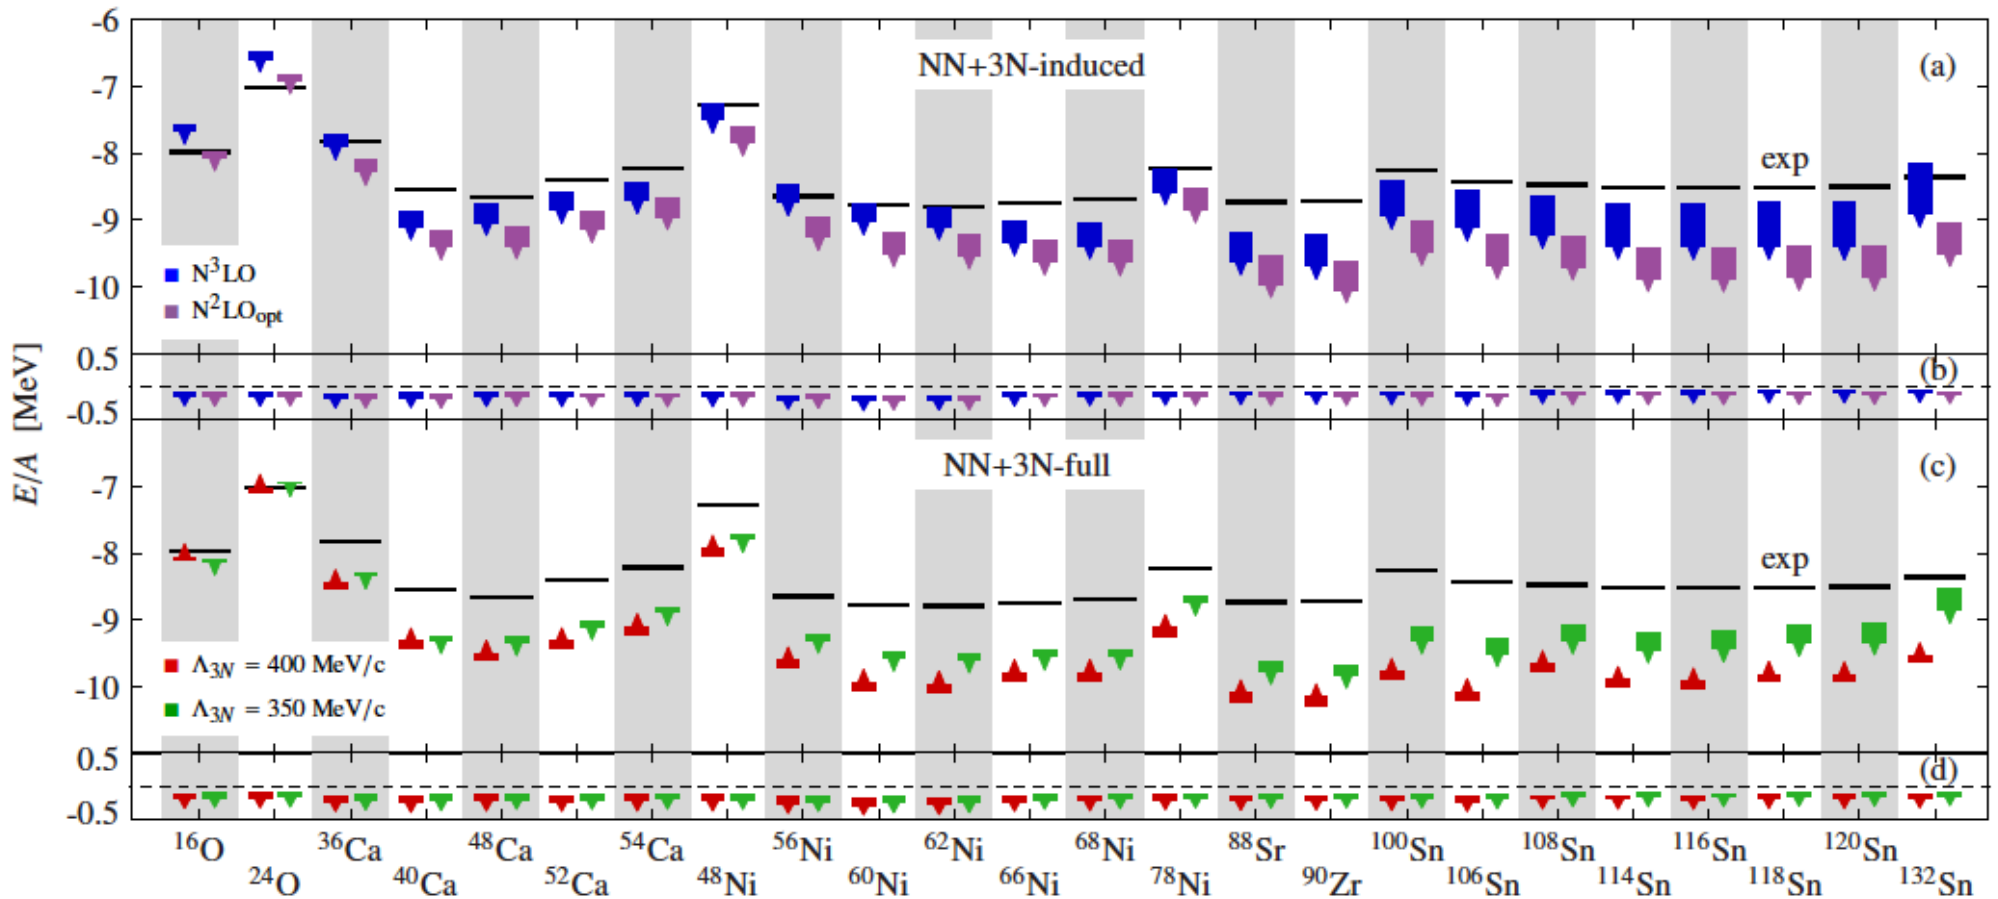 -6
NN+3N-induced
(a)
-7
-8
exp
-9
N³LO
-10
N²LOopt
E/A [MeV]
0.5
(b)
-0.5
NN+3N-full
(c)
-7
-8
exp
-9
Λ3N = 400 MeV/c
-10
Λ3N = 350 MeV/c
0.5
(d)
-0.5
¹⁶O ³⁶Ca ⁴⁸Ca ⁵⁴Ca ⁵⁶Ni ⁶²Ni ⁶⁸Ni ⁸⁸Sr ¹⁰⁰Sn ¹⁰⁸Sn ¹¹⁶Sn ¹²⁰Sn
²⁴O ⁴⁰Ca ⁵²Ca ⁴⁸Ni ⁶⁰Ni ⁶⁶Ni ⁷⁸Ni ⁹⁰Zr ¹⁰⁶Sn ¹¹⁴Sn ¹¹⁸Sn ¹³²Sn